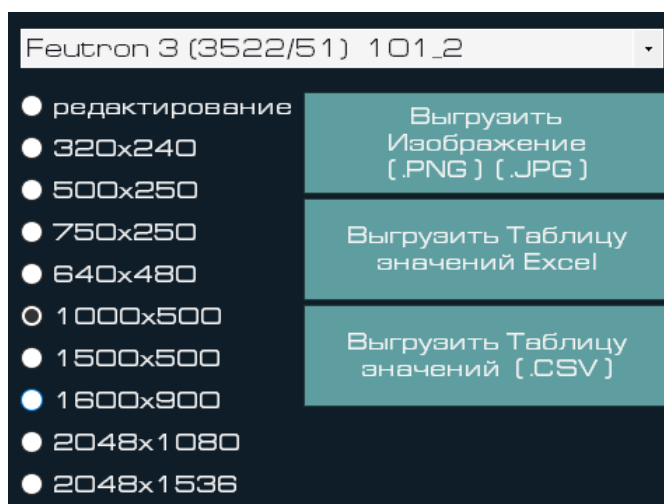 Feutron 3 (3522/51) 101_2
редактирование
320x240
500x250
750x250
640x480
1000x500
1500x500
1600x900
2048x1080
2048x1536
Выгрузить
Изображение
(.PNG) (.JPG)
Выгрузить Таблицу
значений Excel
Выгрузить Таблицу
значений (.CSV)